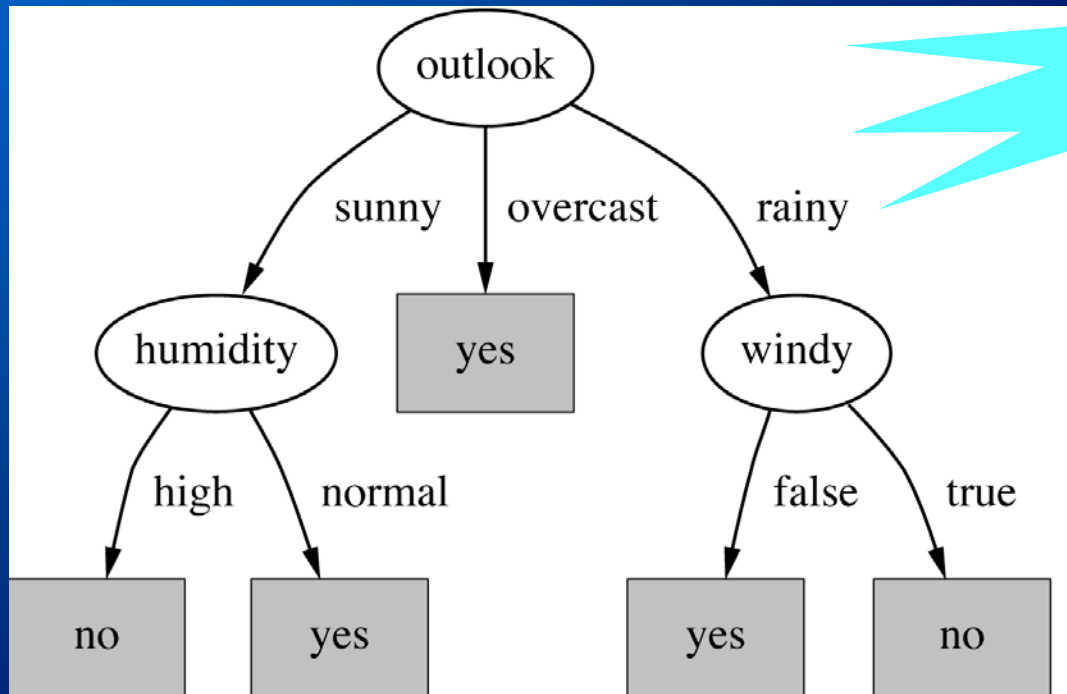 outlook
sunny overcast rainy
humidity yes windy
high normal false true
no yes yes no